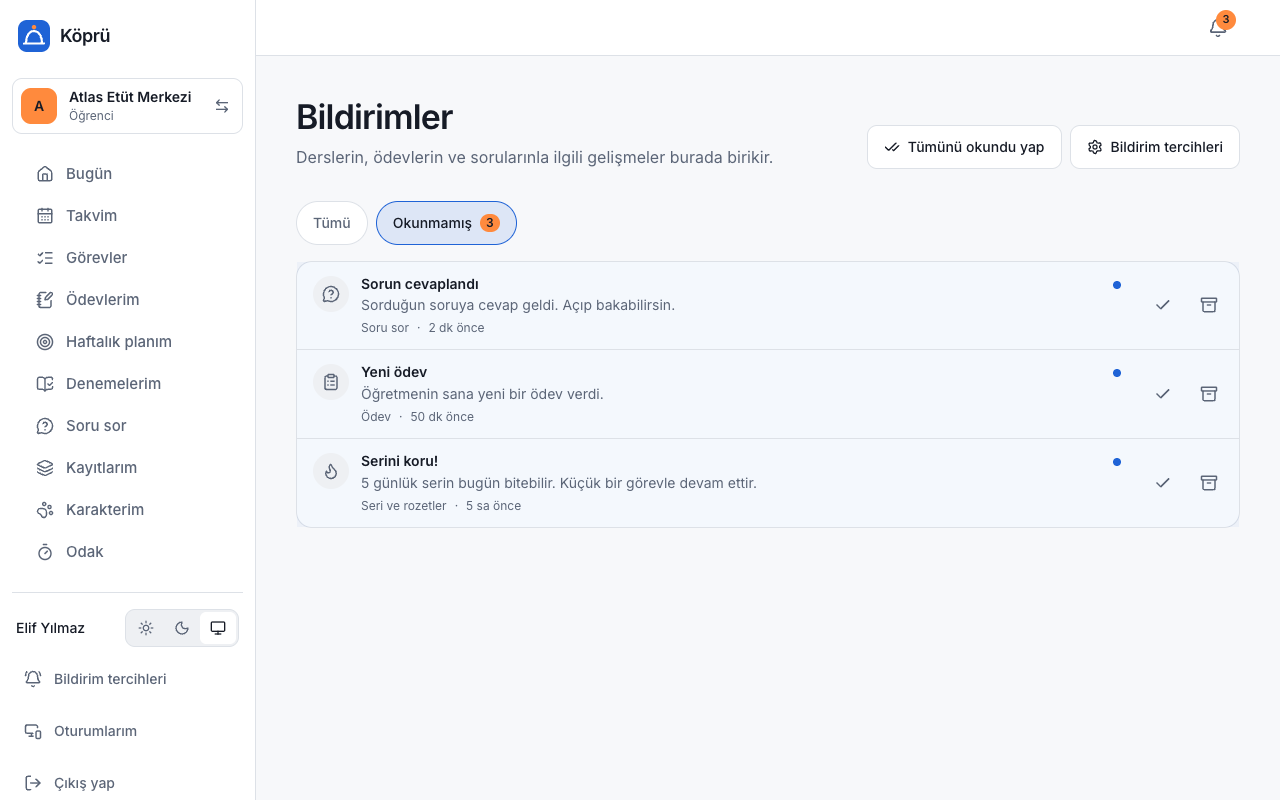 Köprü
3
A
Atlas Etüt Merkezi
Öğrenci
Bugün
Takvim
Görevler
Ödevlerim
Haftalık planım
Denemelerim
Soru sor
Kayıtlarım
Karakterim
Odak
Elif Yılmaz
Bildirim tercihleri
Oturumlarım
Çıkış yap
Bildirimler
Derslerin, ödevlerin ve sorularınla ilgili gelişmeler burada birikir.
Tümünü okundu yap
Bildirim tercihleri
Tümü
Okunmamış 3
Sorun cevaplandı
Sorduğun soruya cevap geldi. Açıp bakabilirsin.
Soru sor · 2 dk önce
Yeni ödev
Öğretmenin sana yeni bir ödev verdi.
Ödev · 50 dk önce
Serini koru!
5 günlük serin bugün bitebilir. Küçük bir görevle devam ettir.
Seri ve rozetler · 5 sa önce